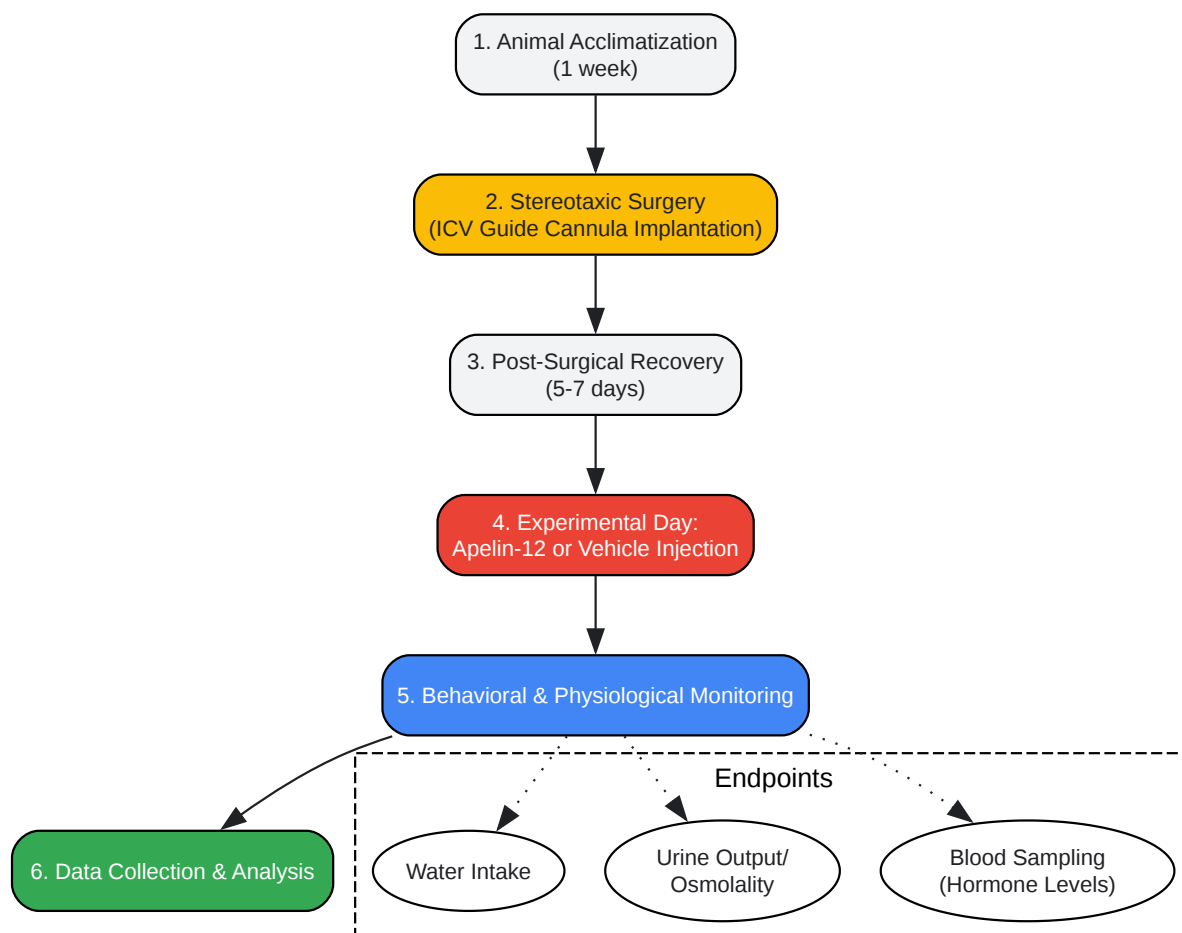 1. Animal Acclimatization
(1 week)
2. Stereotaxic Surgery
(ICV Guide Cannula Implantation)
3. Post-Surgical Recovery
(5-7 days)
4. Experimental Day:
Apelin-12 or Vehicle Injection
5. Behavioral & Physiological Monitoring
Endpoints
6. Data Collection & Analysis
Water Intake
Urine Output/
Osmolality
Blood Sampling
(Hormone Levels)